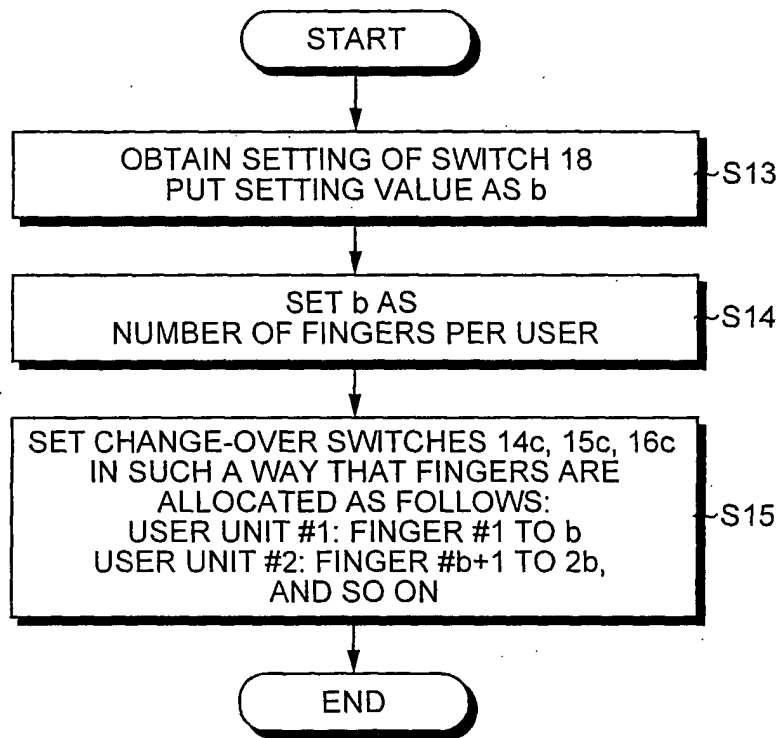 START
OBTAIN SETTING OF SWITCH 18
PUT SETTING VALUE AS b
S13
SET b AS
NUMBER OF FINGERS PER USER
S14
SET CHANGE-OVER SWITCHES 14c, 15c, 16c
IN SUCH A WAY THAT FINGERS ARE
ALLOCATED AS FOLLOWS:
USER UNIT #1: FINGER #1 TO b
USER UNIT #2: FINGER #b+1 TO 2b,
AND SO ON
S15
END